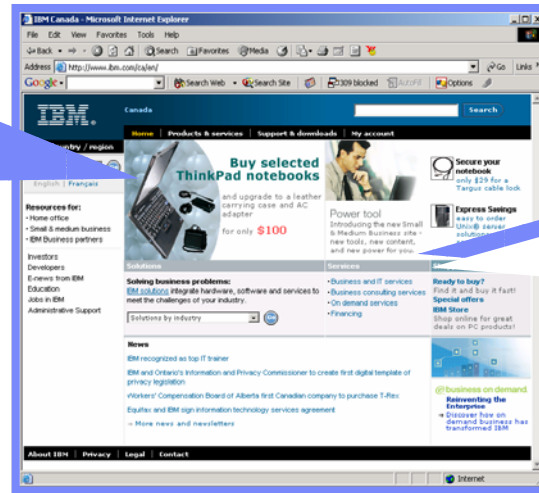 IBM Canada - Microsoft Internet Explorer
File Edit View Favorites Tools Help
Back Search Favorites Media
Address http://www.ibm.com/ca/en/ Go Links
Google Search Web Search Site 2309 blocked AutoFill Options
IBM. Canada Search
Home Products & services Support & downloads My account
country / region
English | Français
Resources for:
Home office
Small & medium business
IBM Business partners
Investors
Developers
E-news from IBM
Education
Jobs in IBM
Administrative Support
Buy selected
ThinkPad notebooks
and upgrade to a leather
carrying case and AC
adapter
for only $100
Power tool
Introducing the new Small
& Medium Business site -
new tools, new content,
and new power for you.
Secure your
notebook
only $29 for a
Targus cable lock
Express Seeings
easy to order
Unix® server
solutions
Solutions
Solving business problems:
IBM solutions integrate hardware, software and services to
meet the challenges of your industry.
Solutions by industry
Services
Business and IT services
Business consulting services
On demand services
Financing
Ready to buy?
Find it and buy it fast!
Special offers
IBM Store
Shop online for great
deals on PC products!
News
IBM recognized as top IT trainer
IBM and Ontario's Information and Privacy Commissioner to create first digital template of
privacy legislation
Workers' Compensation Board of Alberta first Canadian company to purchase T-Rex
Equifax and IBM sign information technology services agreement
More news and newsletters
@business on demand
Reinventing the
Enterprise
Discover how on
demand business has
transformed IBM
About IBM | Privacy | Legal | Contact
Internet